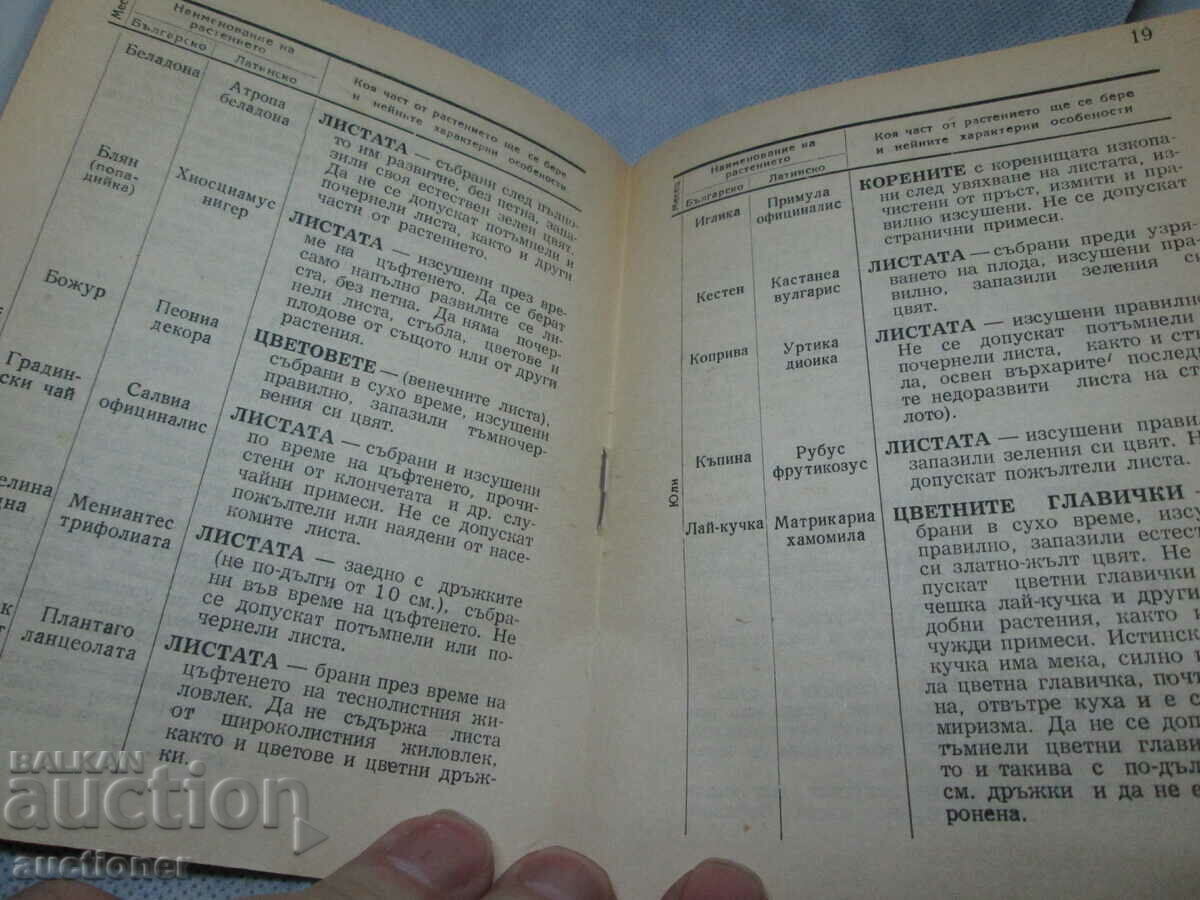 Мес
Наименование на
растението
Българско
Латинско
Коя част от растението ще се бере
и нейните характерни особености
Беладона
Атропа
беладона
ЛИСТАТА — събрани след пълно-
то им развитие, без петна, запа-
зили своя естествен зелен цвят.
Да не се допускат потъмнели и
почернели листа, както и други
части от растението.
Блян
(попа-
дийка)
Хиосциамус
нигер
ЛИСТАТА — изсушени през вре-
ме на цъфтенето. Да се берат
само напълно развилите се ли-
ста, без петна. Да няма почер-
нели листа, стъбла, цветове и
плодове от същото или от други
растения.
Божур
Пеониа
декора
ЦВЕТОВЕТЕ — (венечните листа),
събрани в сухо време, изсушени
правилно, запазили тъмночер-
вения си цвят.
Градин-
ски чай
Салвиа
официналис
ЛИСТАТА — събрани и изсушени
по време на цъфтенето, прочи-
стени от клончетата и др. слу-
чайни примеси. Не се допускат
пожълтели или наядени от насе-
комите листа.
елина
на
Мениантес
трифолиата
ЛИСТАТА — заедно с дръжките
(не по-дълги от 10 см.), събра-
ни във време на цъфтенето. Не
се допускат потъмнели или по-
чернели листа.
к
т
Плантаго
ланцеолата
ЛИСТАТА — брани през време на
цъфтенето на теснолистния жи-
ловлек. Да не съдържа листа
от широколистния жиловлек,
както и цветове и цветни дръж-
ки.
19
Месец
Наименование на
растението
Българско
Латинско
Коя част от растението ще се бере
и нейните характерни особености
Юли
Иглика
Примула
официналис
КОРЕНИТЕ с коренищата изкопа-
ни след увяхване на листата, из-
чистени от пръст, измити и пра-
вилно изсушени. Не се допускат
странични примеси.
Кестен
Кастанеа
вулгарис
ЛИСТАТА — събрани преди узря-
ването на плода, изсушени пра-
вилно, запазили зеления си
цвят.
Коприва
Уртика
диоика
ЛИСТАТА — изсушени правилно
Не се допускат потъмнели
почернели листа, както и стъ
ла, освен върхарите последн
те недоразвити листа на ст
лото).
Къпина
Рубус
фрутикозус
ЛИСТАТА — изсушени правил
запазили зеления си цвят. Н
допускат пожълтели листа.
Лай-кучка
Матрикариа
хамомила
ЦВЕТНИТЕ ГЛАВИЧКИ
брани в сухо време, изсу
правилно, запазили естест
си златно-жълт цвят. Не
пускат цветни главички
чешка лай-кучка и други
добни растения, както и
чужди примеси. Истинска
кучка има мека, силно и
ла цветна главичка, почт
на, отвътре куха и е с
миризма. Да не се доп
тъмнели цветни глави
то и такива с по-дъл
см. дръжки и да не е
ронена.
BALKAN
auction
auctioner